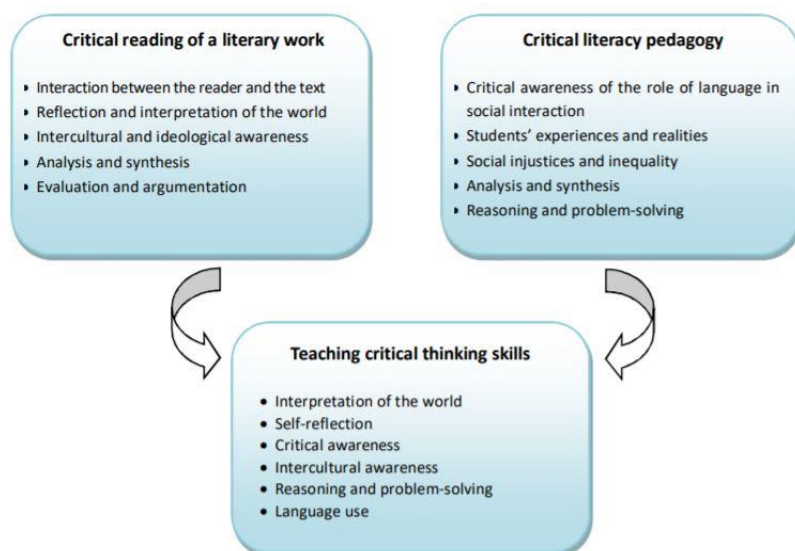 Critical reading of a literary work
Interaction between the reader and the text
Reflection and interpretation of the world
Intercultural and ideological awareness
Analysis and synthesis
Evaluation and argumentation
Critical literacy pedagogy
Critical awareness of the role of language in
social interaction
Students’ experiences and realities
Social injustices and inequality
Analysis and synthesis
Reasoning and problem-solving
Teaching critical thinking skills
Interpretation of the world
Self-reflection
Critical awareness
Intercultural awareness
Reasoning and problem-solving
Language use